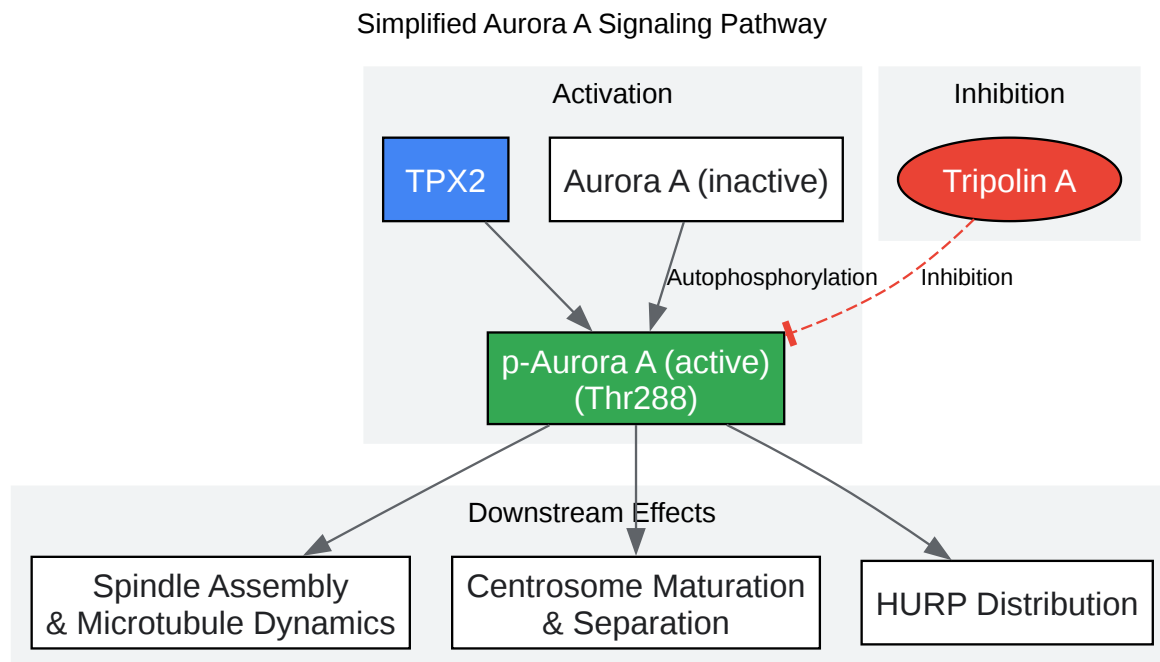 Simplified Aurora A Signaling Pathway
Activation
Inhibition
TPX2
Aurora A (inactive)
Tripolin A
Autophosphorylation
Inhibition
p-Aurora A (active)
(Thr288)
Downstream Effects
Spindle Assembly
& Microtubule Dynamics
Centrosome Maturation
& Separation
HURP Distribution